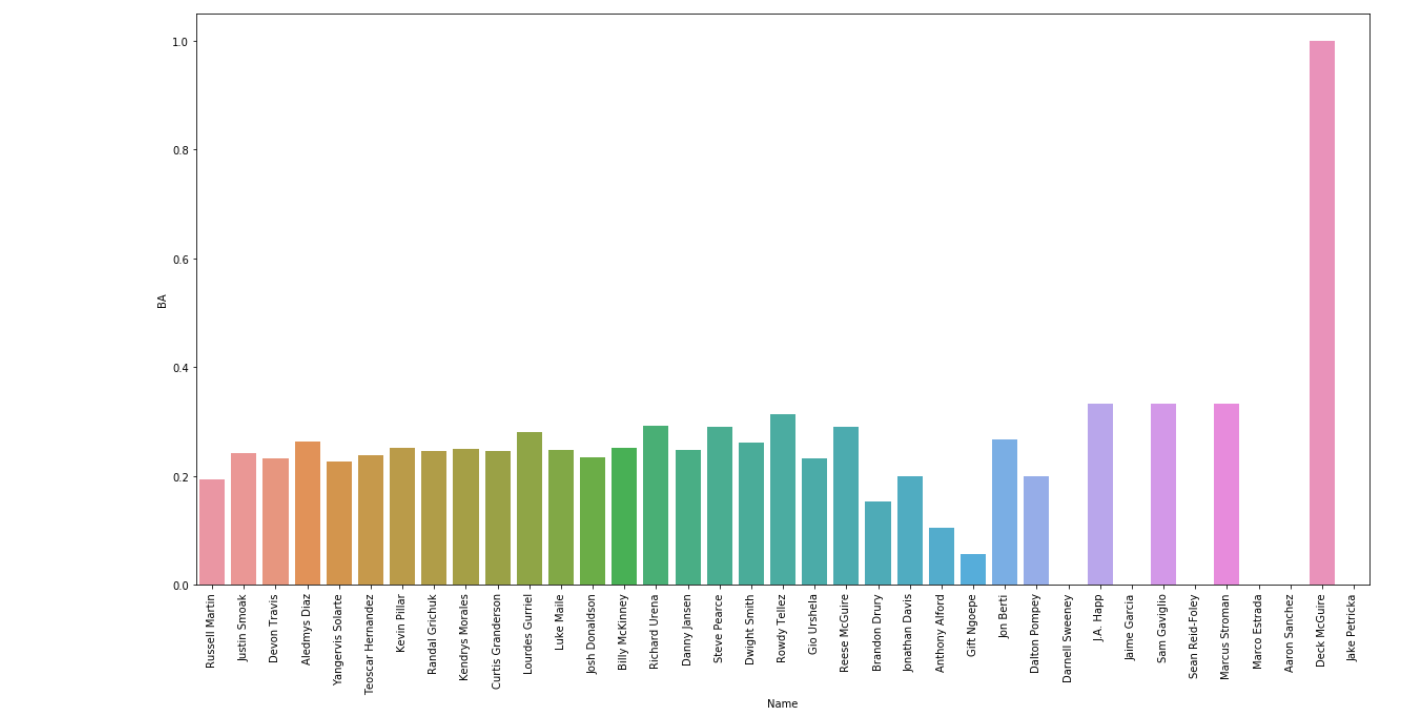 1.0
0.8
0.6
0.4
0.2
0.0
BA
Russell Martin
Justin Smoak
Devon Travis
Aledmys Diaz
Yangervis Solarte
Teoscar Hernandez
Kevin Pillar
Randal Grichuk
Kendrys Morales
Curtis Granderson
Lourdes Gurriel
Luke Maile
Josh Donaldson
Billy McKinney
Richard Urena
Danny Jansen
Steve Pearce
Dwight Smith
Rowdy Tellez
Gio Urshela
Reese McGuire
Brandon Drury
Jonathan Davis
Anthony Alford
Gift Ngoepe
Jon Berti
Dalton Pompey
Darnell Sweeney
J.A. Happ
Jaime Garcia
Sam Gaviglio
Sean Reid-Foley
Marcus Stroman
Marco Estrada
Aaron Sanchez
Deck McGuire
Jake Petricka
Name